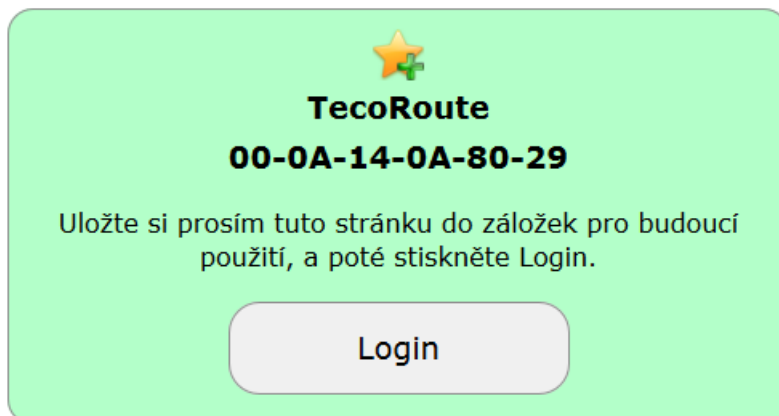 TecoRoute
00-0A-14-0A-80-29
Uložte si prosím tuto stránku do záložek pro budoucí
použití, a poté stiskněte Login.
Login